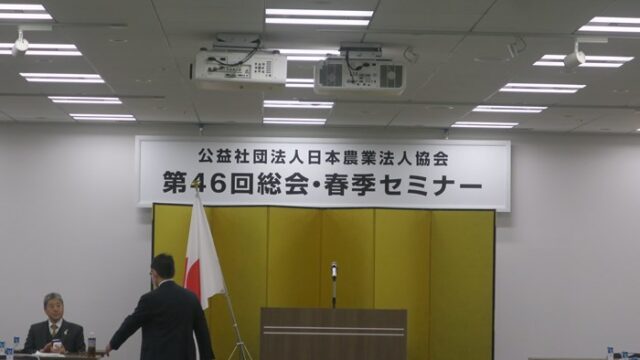 公益社団法人日本農業法人協会
第46回総会・春季セミナー